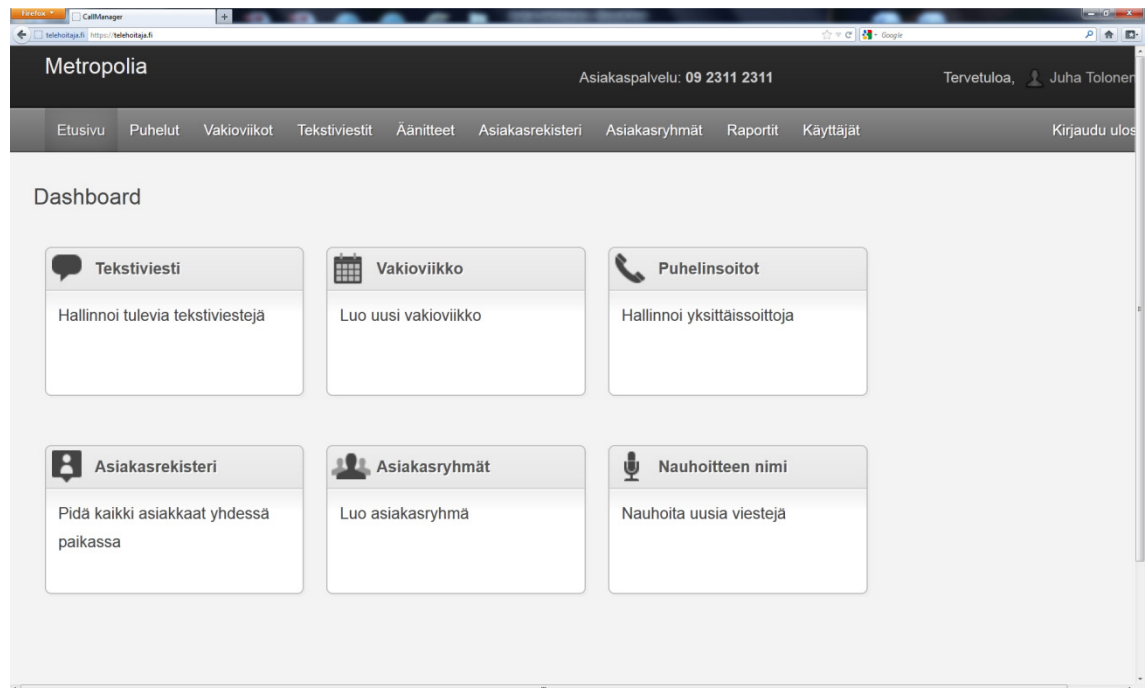 Firefox
CallManager
telehoitaja.fi https://telehoitaja.fi
Google
Metropolia
Asiakaspalvelu: 09 2311 2311
Tervetuloa, Juha Tolonen
Etusivu Puhelut Vakioviikot Tekstiviestit Äänitteet Asiakasrekisteri Asiakasryhmät Raportit Käyttäjät Kirjaudu ulos
Dashboard
Tekstiviesti
Hallinnoi tulevia tekstiviestejä
Vakioviikko
Luo uusi vakioviikko
Puhelinsoitot
Hallinnoi yksittäissoittoja
Asiakasrekisteri
Pidä kaikki asiakkaat yhdessä
paikassa
Asiakasryhmät
Luo asiakasryhmä
Nauhoitteen nimi
Nauhoita uusia viestejä